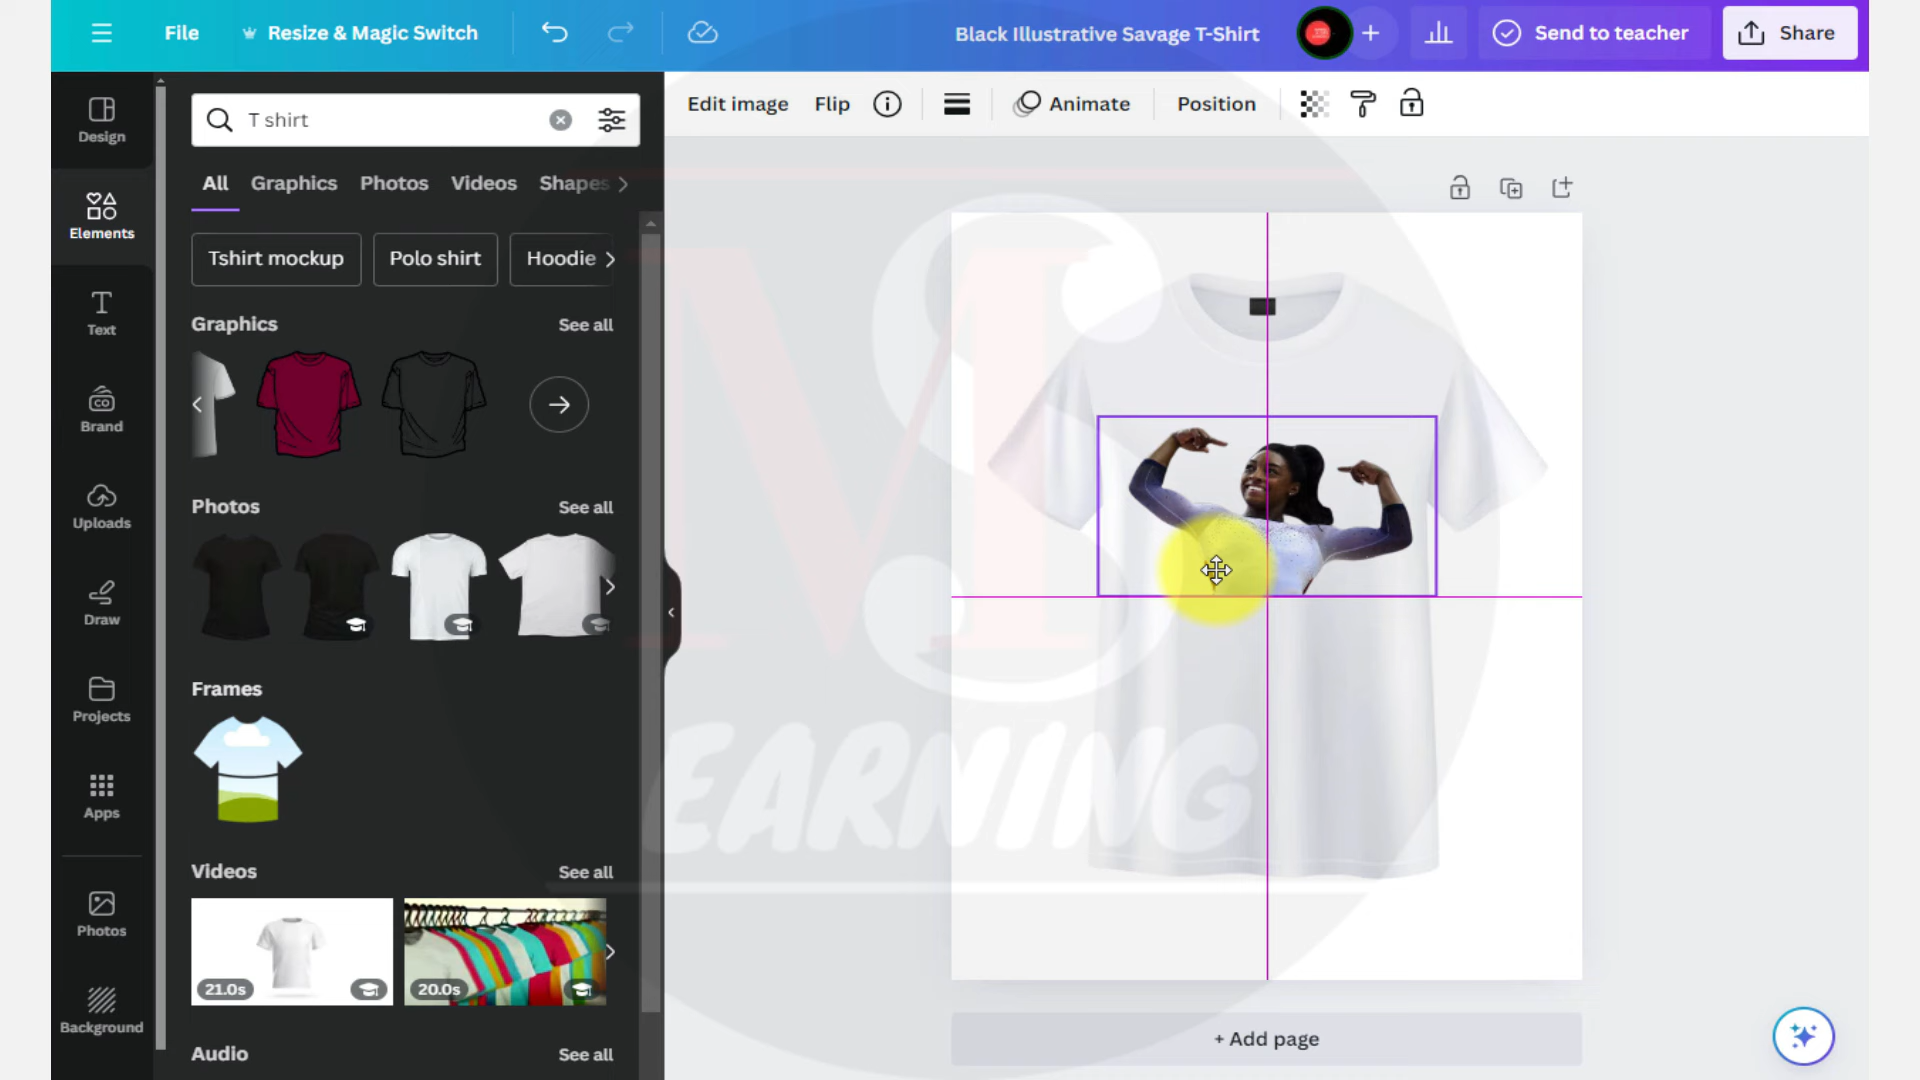 File
Resize & Magic Switch
Black Illustrative Savage T-Shirt
Send to teacher
Share
T shirt
Edit image
Flip
Animate
Position
Design
Elements
Text
Brand
CO
Uploads
Draw
Projects
Apps
Photos
Background
All
Graphics
Photos
Videos
Shapes
Tshirt mockup
Polo shirt
Hoodie
Graphics
See all
Photos
See all
Frames
Videos
See all
21.0s
20.0s
Audio
See all
MS
EARNING
+ Add page